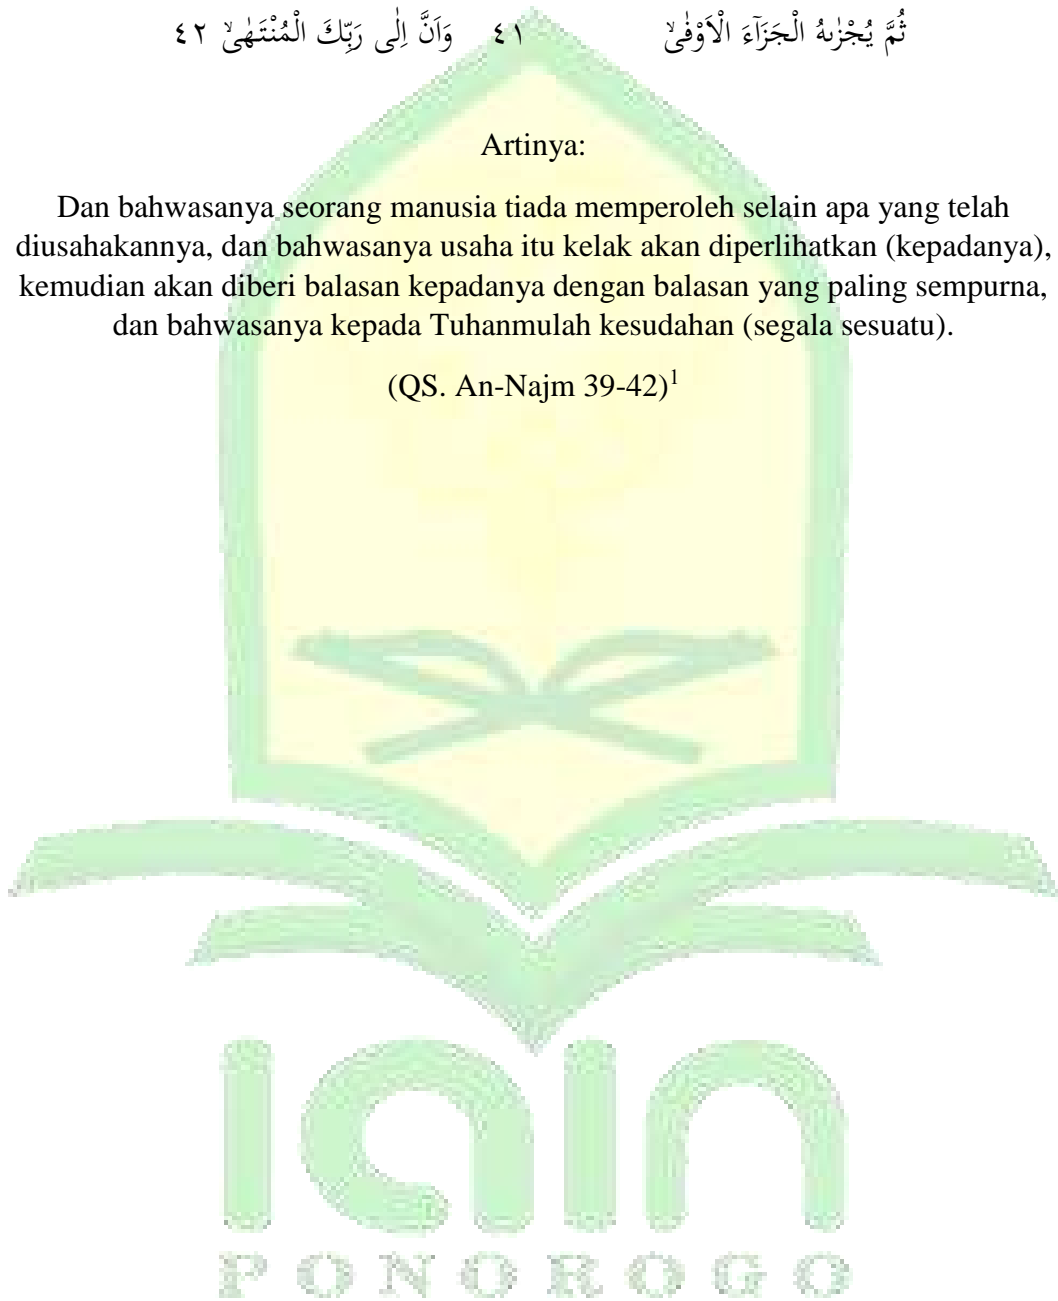 ثُمَّ يُجْزٰىهُ الْجَزَاۤءَ الْاَوْفٰىۙ ٤١ وَاَنَّ اِلٰى رَبِّكَ الْمُنْتَهٰىۙ ٤٢
Artinya:
Dan bahwasanya seorang manusia tiada memperoleh selain apa yang telah
diusahakannya, dan bahwasanya usaha itu kelak akan diperlihatkan (kepadanya),
kemudian akan diberi balasan kepadanya dengan balasan yang paling sempurna,
dan bahwasanya kepada Tuhanmulah kesudahan (segala sesuatu).
(QS. An-Najm 39-42)1
iain
PONOROGO